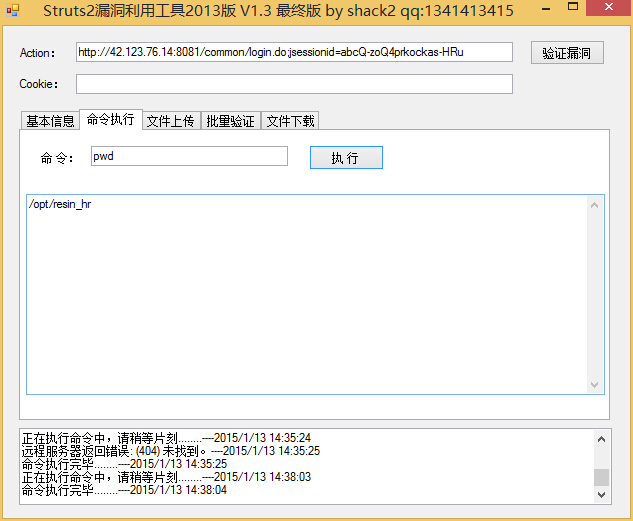 Struts2漏洞利用工具2013版 V1.3 最终版 by shack2 qq:1341413415
Action： http://42.123.76.14:8081/common/login.do;jsessionid=abcQ-zoQ4prkockas-HRu 验证漏洞
Cookie：
基本信息 命令执行 文件上传 批量验证 文件下载
命 令： pwd 执 行
/opt/resin_hr
正在执行命令中，请稍等片刻........----2015/1/13 14:35:24
远程服务器返回错误: (404) 未找到。----2015/1/13 14:35:25
命令执行完毕........----2015/1/13 14:35:25
正在执行命令中，请稍等片刻........----2015/1/13 14:38:03
命令执行完毕........----2015/1/13 14:38:04